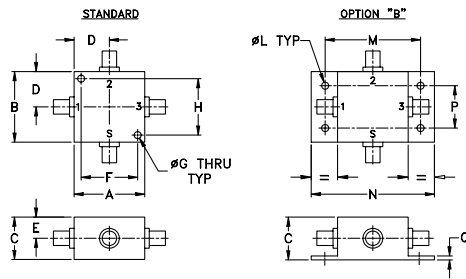 STANDARD
D
D
B
2
1
3
S
H
F
A
ØG THRU
TYP
C
E
OPTION "B"
ØL TYP
M
2
1
3
S
P
=
=
N
C